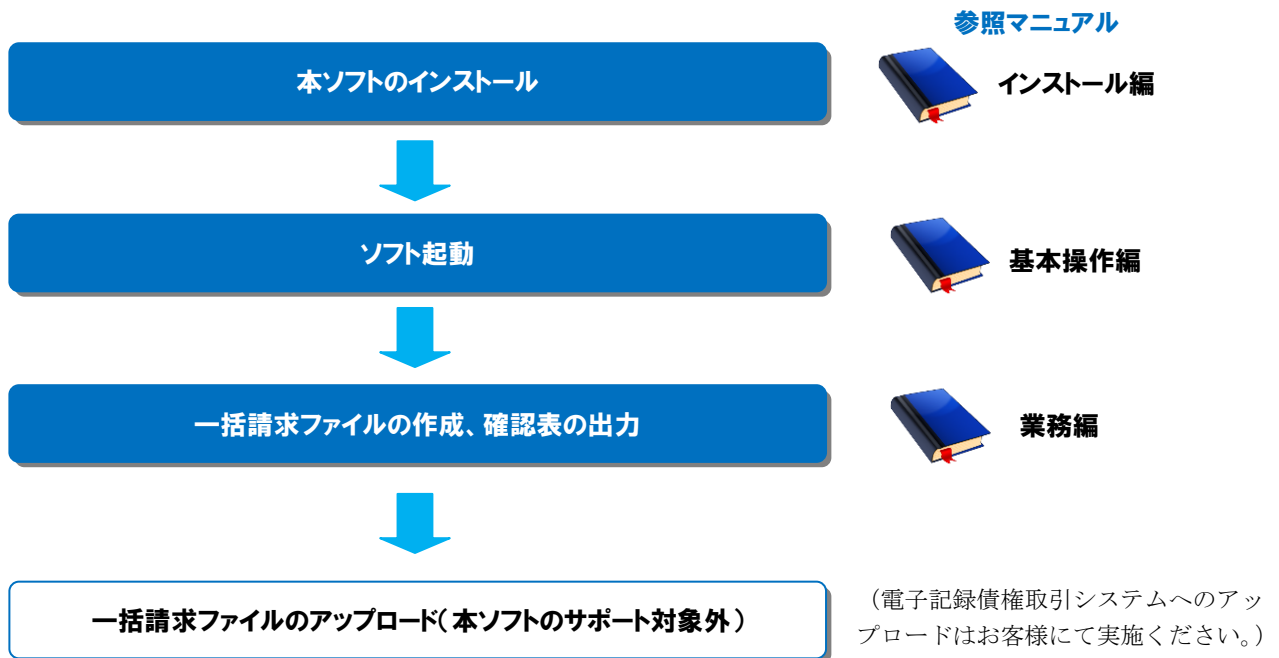 参照マニュアル
本ソフトのインストール
インストール編
ソフト起動
基本操作編
一括請求ファイルの作成、確認表の出力
業務編
一括請求ファイルのアップロード(本ソフトのサポート対象外)
(電子記録債権取引システムへのアッ
プロードはお客様にて実施ください。)